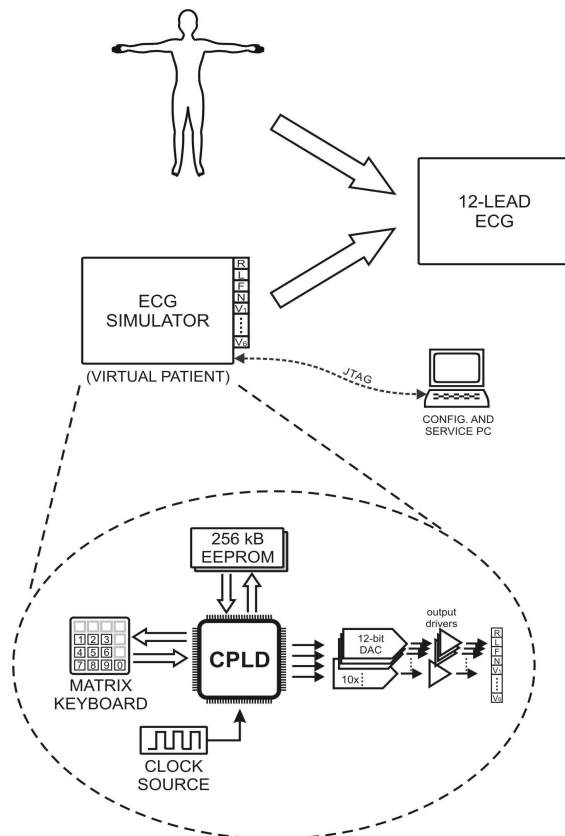 12-LEAD
ECG
R
L
F
N
V1
V6
ECG
SIMULATOR
(VIRTUAL PATIENT)
JTAG
CONFIG. AND
SERVICE PC
256 kB
EEPROM
1 2 3
4 5 6
7 8 9 0
MATRIX
KEYBOARD
CPLD
12-bit
DAC
10x
output
drivers
R
L
F
N
V1
V6
CLOCK
SOURCE